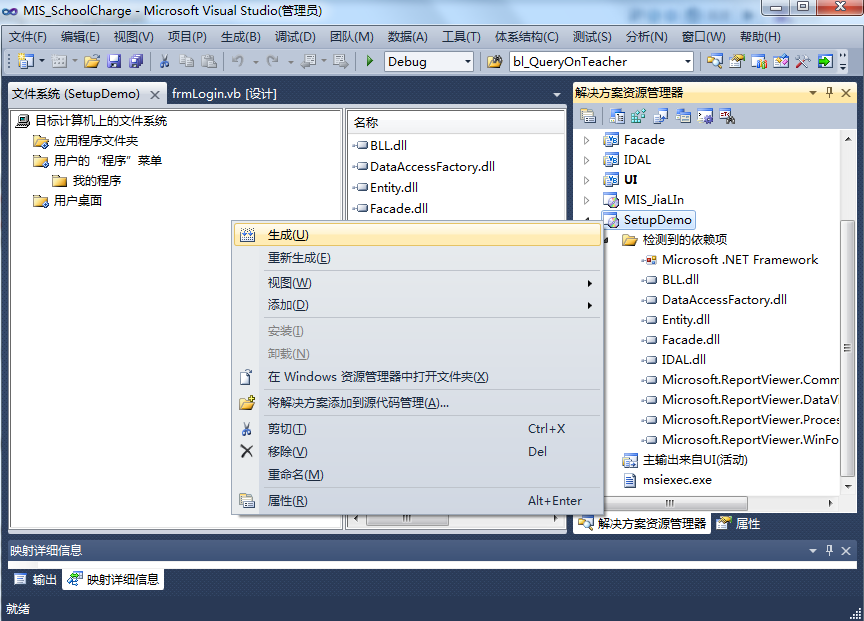 MIS_SchoolCharge - Microsoft Visual Studio(管理员)
文件(F) 编辑(E) 视图(V) 项目(P) 生成(B) 调试(D) 团队(M) 数据(A) 工具(T) 体系结构(C) 测试(S) 分析(N) 窗口(W) 帮助(H)
Debug bl_QueryOnTeacher
文件系统 (SetupDemo) frmLogin.vb [设计]
目标计算机上的文件系统
应用程序文件夹
用户的“程序”菜单
我的程序
用户桌面
名称
BLL.dll
DataAccessFactory.dll
Entity.dll
Facade.dll
生成(U)
重新生成(E)
视图(W)
添加(D)
安装(I)
卸载(N)
在 Windows 资源管理器中打开文件夹(X)
将解决方案添加到源代码管理(A)...
剪切(T) Ctrl+X
移除(V) Del
重命名(M)
属性(R) Alt+Enter
解决方案资源管理器
Facade
IDAL
UI
MIS_JiaLIn
SetupDemo
检测到的依赖项
Microsoft .NET Framework
BLL.dll
DataAccessFactory.dll
Entity.dll
Facade.dll
IDAL.dll
Microsoft.ReportViewer.Comm
Microsoft.ReportViewer.DataV
Microsoft.ReportViewer.Proces
Microsoft.ReportViewer.WinFo
主输出来自UI(活动)
msiexec.exe
解决方案资源管理器 属性
映射详细信息
输出 映射详细信息
就绪